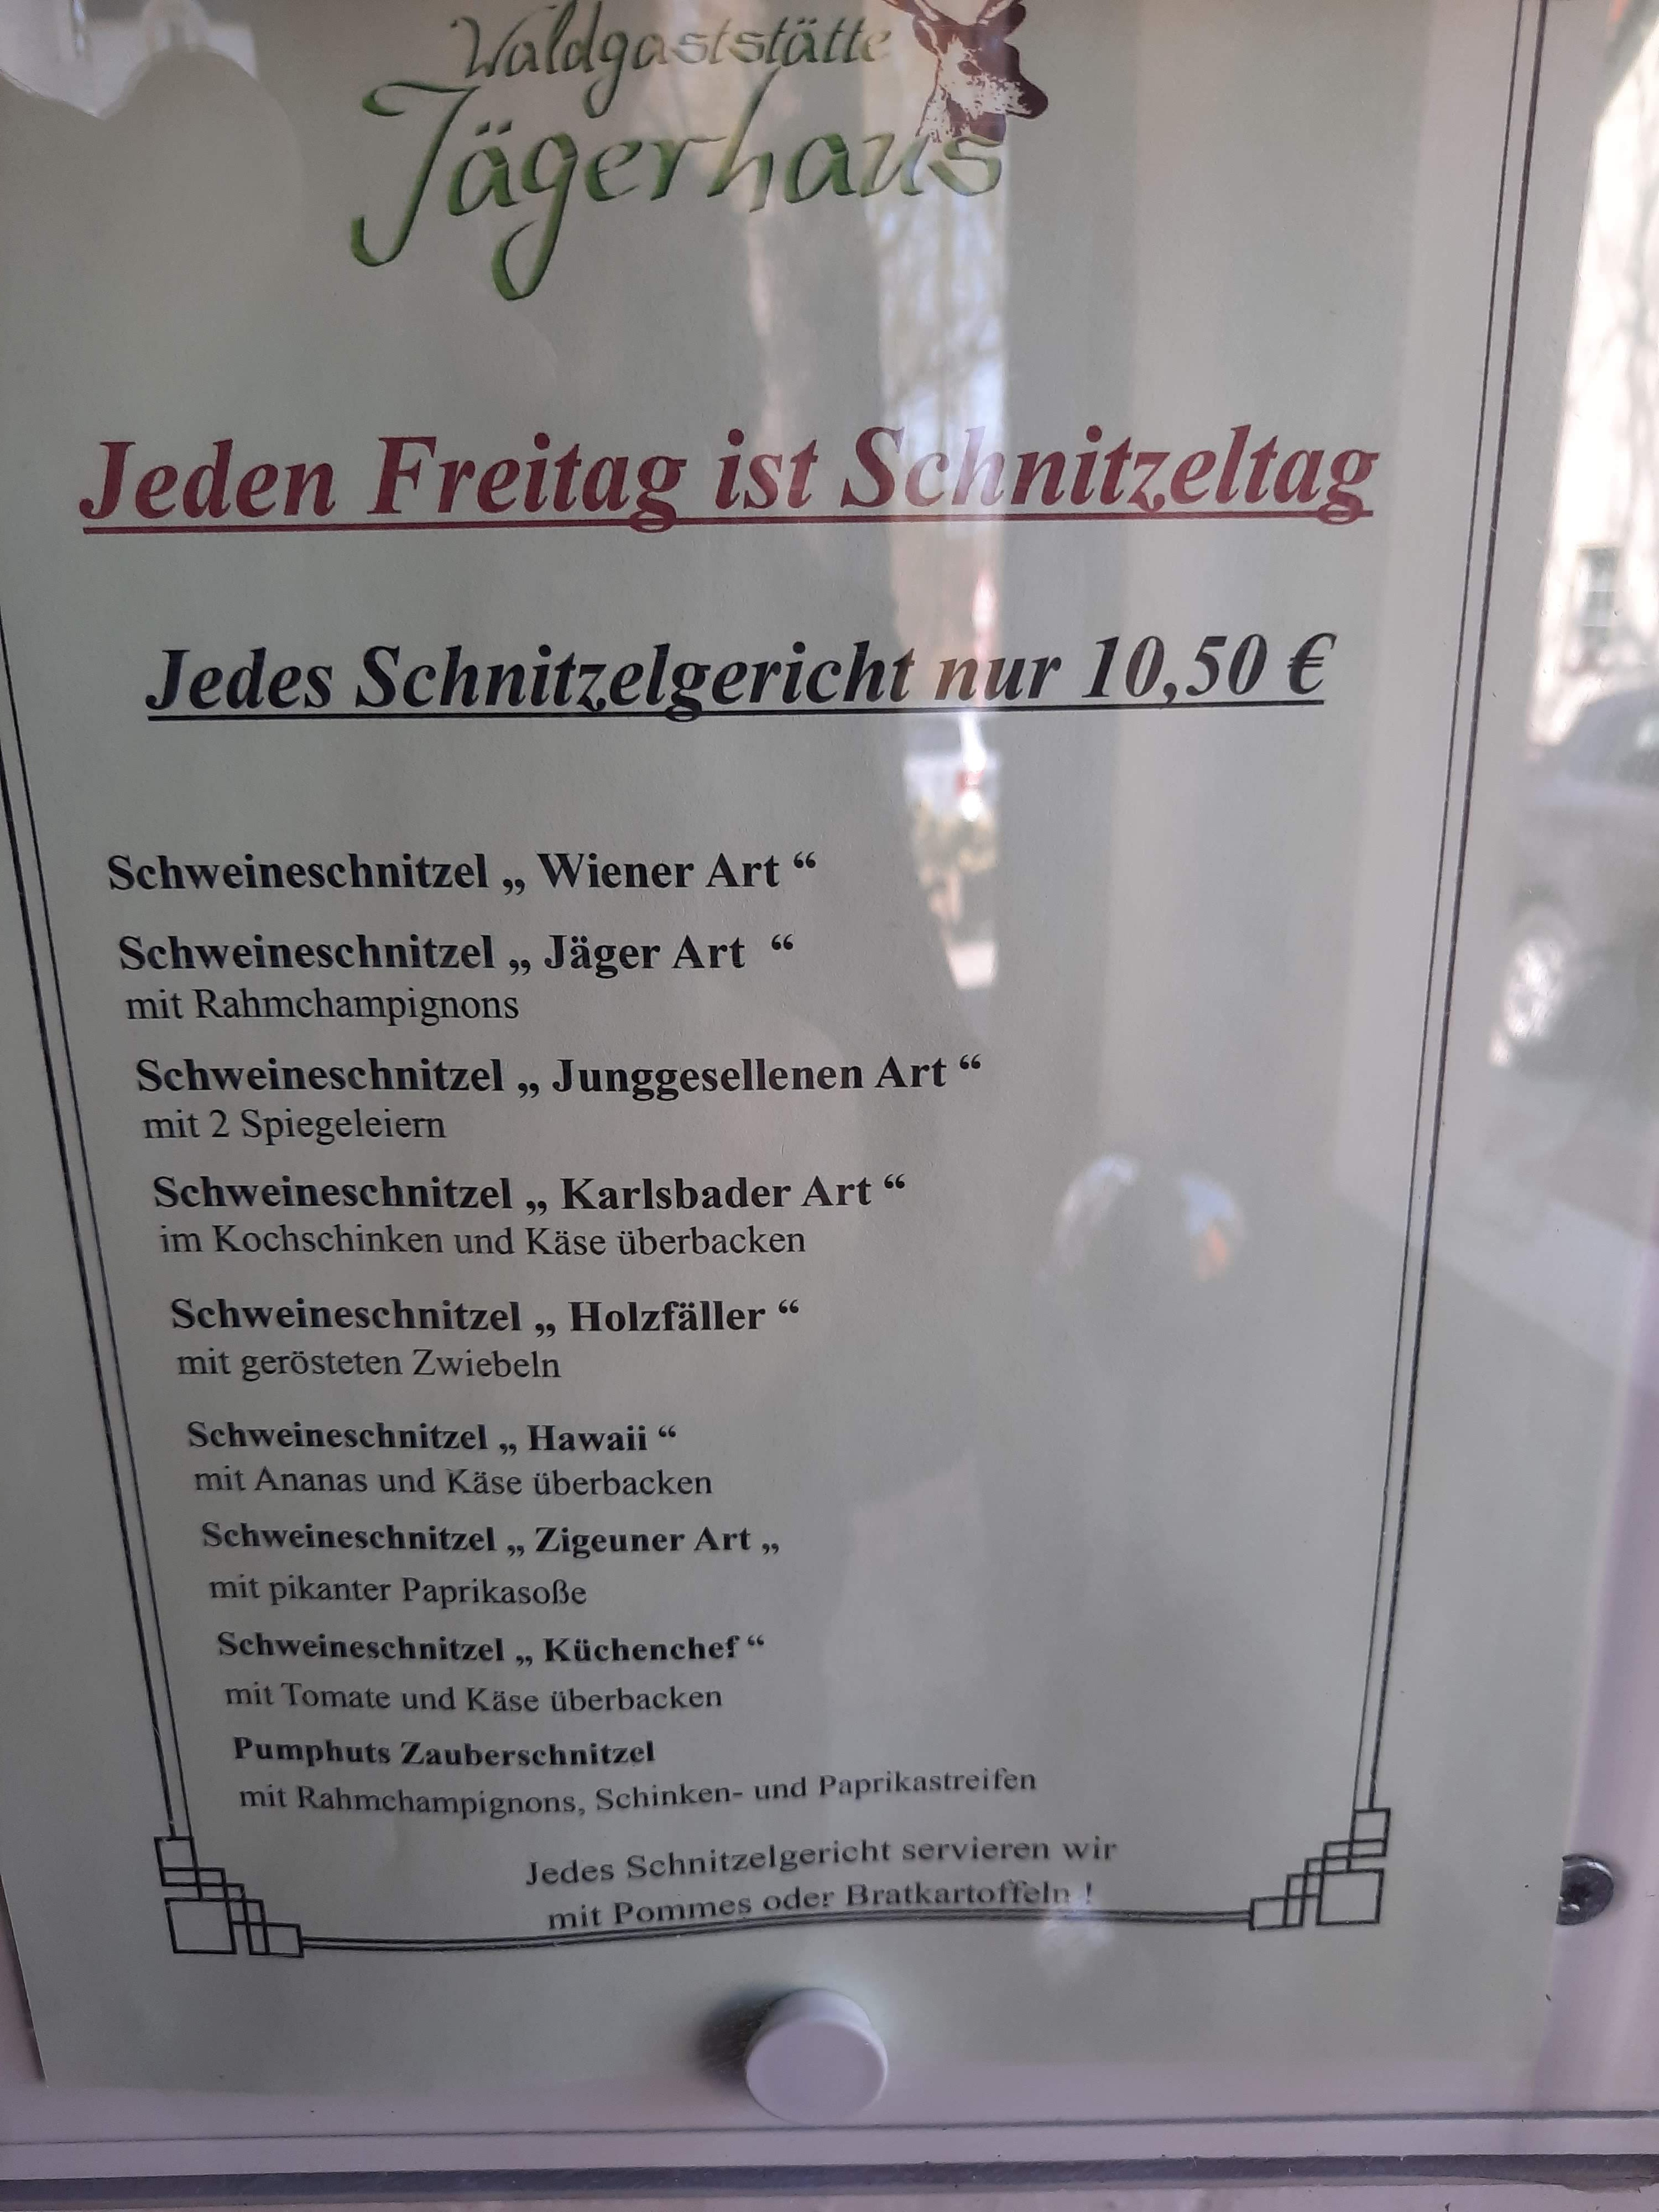 Waldgaststätte
Jägerhaus
Jeden Freitag ist Schnitzeltag
Jedes Schnitzelgericht nur 10,50 €
Schweineschnitzel „ Wiener Art “
Schweineschnitzel „ Jäger Art “
mit Rahmchampignons
Schweineschnitzel „ Junggesellenen Art “
mit 2 Spiegeleiern
Schweineschnitzel „ Karlsbader Art “
im Kochschinken und Käse überbacken
Schweineschnitzel „ Holzfäller “
mit gerösteten Zwiebeln
Schweineschnitzel „ Hawaii “
mit Ananas und Käse überbacken
Schweineschnitzel „ Zigeuner Art „
mit pikanter Paprikasoße
Schweineschnitzel „ Küchenchef “
mit Tomate und Käse überbacken
Pumphuts Zauberschnitzel
mit Rahmchampignons, Schinken- und Paprikastreifen
Jedes Schnitzelgericht servieren wir
mit Pommes oder Bratkartoffeln !